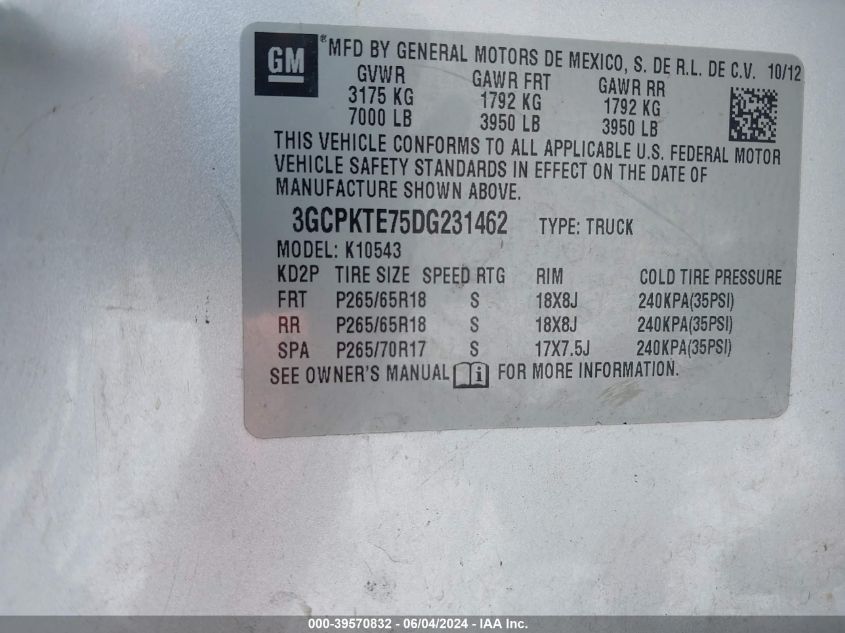 GM
® MFD BY GENERAL MOTORS DE MEXICO, S. DE R.L. DE C.V. 10/12
GVWR GAWR FRT GAWR RR
3175 KG 1792 KG 1792 KG
7000 LB 3950 LB 3950 LB
THIS VEHICLE CONFORMS TO ALL APPLICABLE U.S. FEDERAL MOTOR
VEHICLE SAFETY STANDARDS IN EFFECT ON THE DATE OF
MANUFACTURE SHOWN ABOVE.
3GCPKTE75DG231462 TYPE: TRUCK
MODEL: K10543
KD2P TIRE SIZE SPEED RTG RIM COLD TIRE PRESSURE
FRT P265/65R18 S 18X8J 240KPA(35PSI)
RR P265/65R18 S 18X8J 240KPA(35PSI)
SPA P265/70R17 S 17X7.5J 240KPA(35PSI)
SEE OWNER'S MANUAL i FOR MORE INFORMATION.
000-39570832 - 06/04/2024 - IAA Inc.